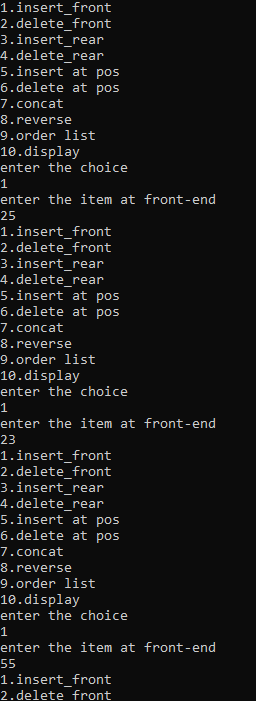 1.insert_front
2.delete_front
3.insert_rear
4.delete_rear
5.insert at pos
6.delete at pos
7.concat
8.reverse
9.order list
10.display
enter the choice
1
enter the item at front-end
25
1.insert_front
2.delete_front
3.insert_rear
4.delete_rear
5.insert at pos
6.delete at pos
7.concat
8.reverse
9.order list
10.display
enter the choice
1
enter the item at front-end
23
1.insert_front
2.delete_front
3.insert_rear
4.delete_rear
5.insert at pos
6.delete at pos
7.concat
8.reverse
9.order list
10.display
enter the choice
1
enter the item at front-end
55
1.insert_front
2.delete_front